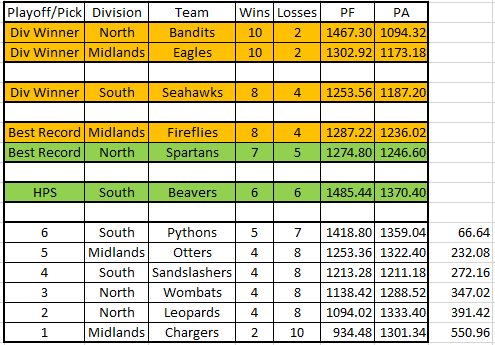 Playoff/Pick Division Team Wins Losses PF PA
Div Winner North Bandits 10 2 1467.30 1094.32
Div Winner Midlands Eagles 10 2 1302.92 1173.18
Div Winner South Seahawks 8 4 1253.56 1187.20
Best Record Midlands Fireflies 8 4 1287.22 1236.02
Best Record North Spartans 7 5 1274.80 1246.60
HPS South Beavers 6 6 1485.44 1370.40
6 South Pythons 5 7 1418.80 1359.04 66.64
5 Midlands Otters 4 8 1253.36 1322.40 232.08
4 South Sandslashers 4 8 1213.28 1211.18 272.16
3 North Wombats 4 8 1138.42 1288.52 347.02
2 North Leopards 4 8 1094.02 1333.40 391.42
1 Midlands Chargers 2 10 934.48 1301.34 550.96